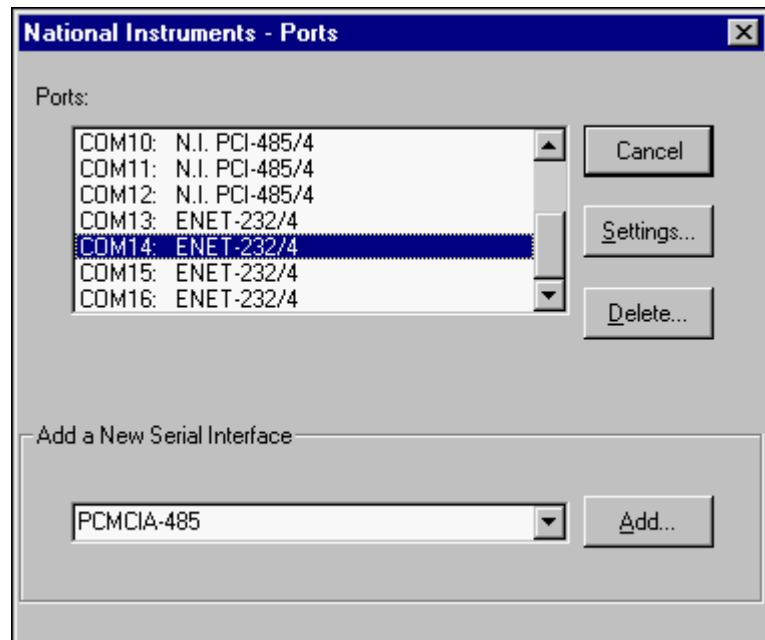 National Instruments - Ports
Ports:
COM10: N.I. PCI-485/4
COM11: N.I. PCI-485/4
COM12: N.I. PCI-485/4
COM13: ENET-232/4
COM14: ENET-232/4
COM15: ENET-232/4
COM16: ENET-232/4
Cancel
Settings...
Delete...
Add a New Serial Interface
PCMCIA-485
Add...